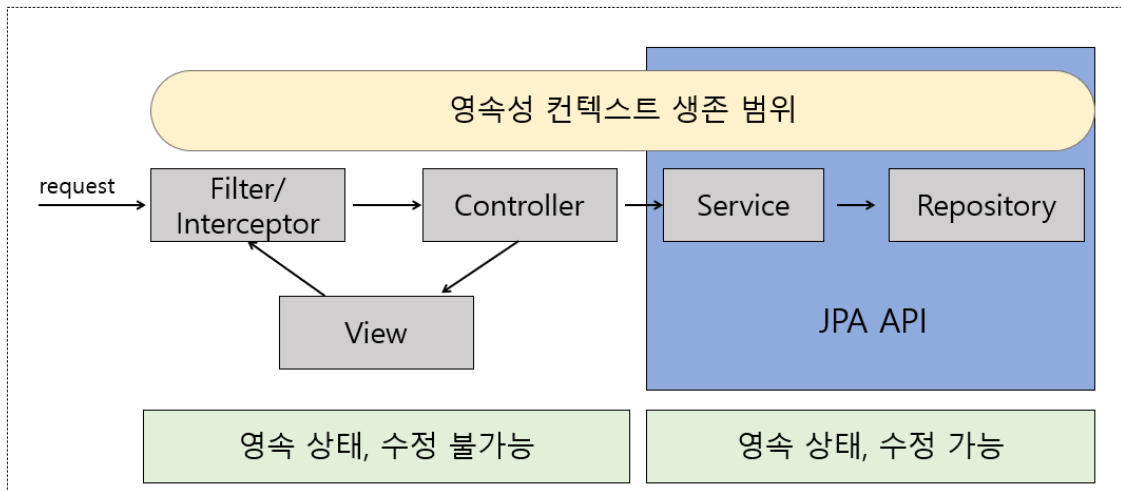 영속성 컨텍스트 생존 범위
request
Filter/
Interceptor
Controller
Service
Repository
View
JPA API
영속 상태, 수정 불가능
영속 상태, 수정 가능